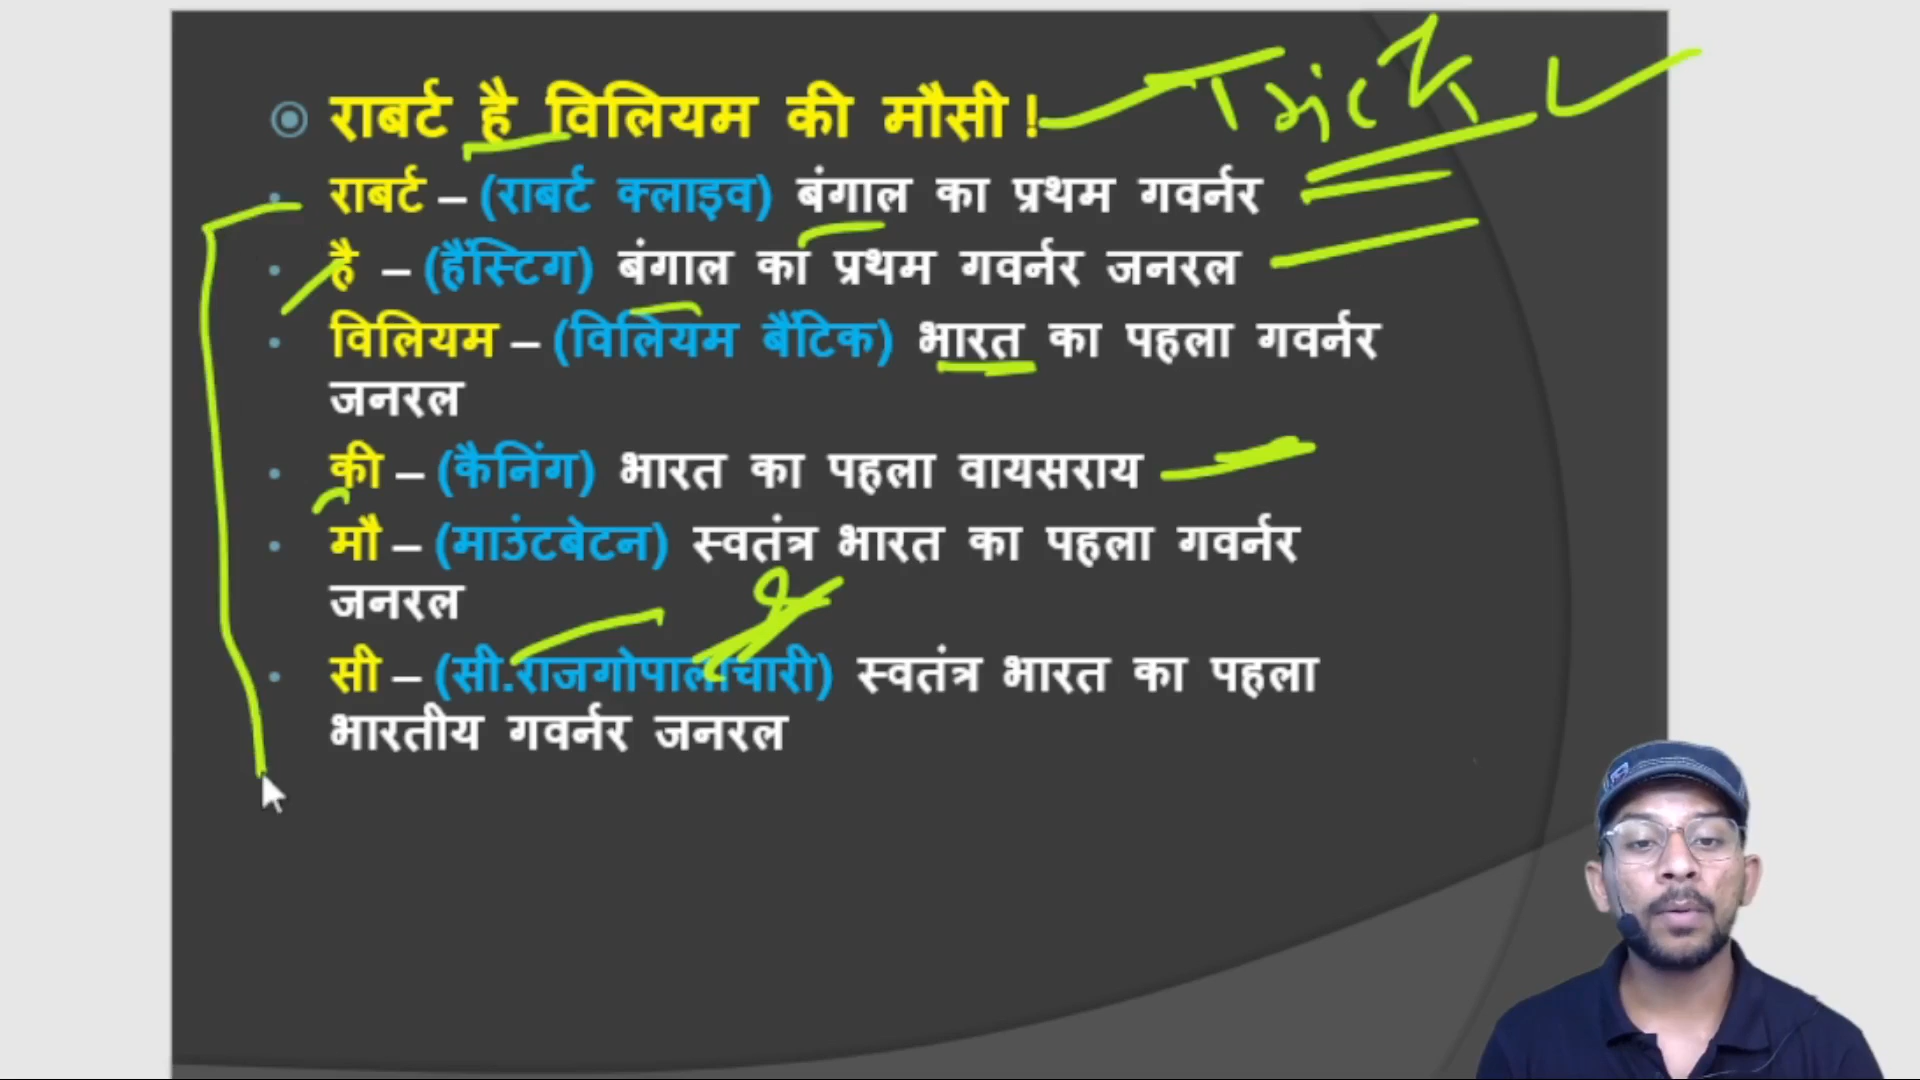 राबर्ट है विलियम की मौसी! Trick
राबर्ट – (राबर्ट क्लाइव) बंगाल का प्रथम गवर्नर
है – (हैंस्टिग) बंगाल का प्रथम गवर्नर जनरल
विलियम – (विलियम बैंटिक) भारत का पहला गवर्नर
जनरल
की – (कैनिंग) भारत का पहला वायसराय
मौ – (माउंटबेटन) स्वतंत्र भारत का पहला गवर्नर
जनरल
सी – (सी.राजगोपालाचारी) स्वतंत्र भारत का पहला
भारतीय गवर्नर जनरल